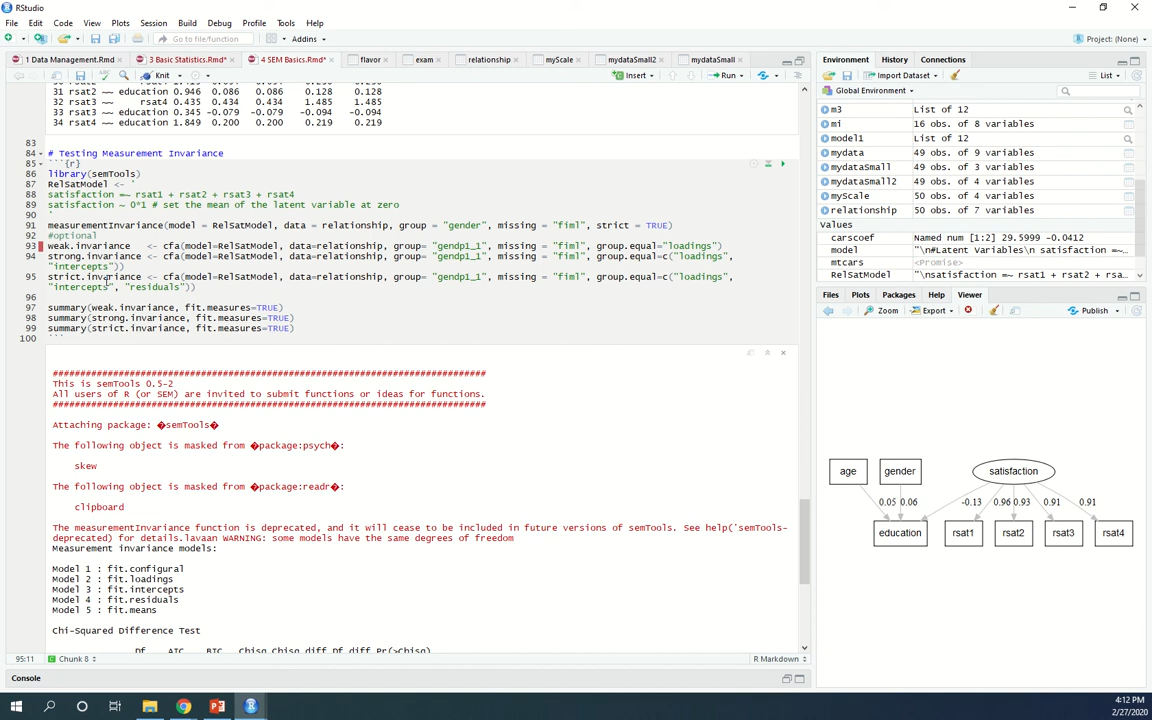 RStudio
File Edit Code View Plots Session Build Debug Profile Tools Help
Go to file/function Addins Project: (None)
1 Data Management.Rmd 3 Basic Statistics.Rmd* 4 SEM Basics.Rmd* flavor exam relationship myScale mydataSmall2 mydataSmall
Knit Insert Run
31 rsat2 ~~ education 0.946 0.086 0.086 0.128 0.128
32 rsat3 ~~ rsat4 0.435 0.434 0.434 1.485 1.485
33 rsat3 ~~ education 0.345 -0.079 -0.079 -0.094 -0.094
34 rsat4 ~~ education 1.849 0.200 0.200 0.219 0.219
83
84 # Testing Measurement Invariance
85 ```{r}
86 library(semTools)
87 RelSatModel <- '
88 satisfaction =~ rsat1 + rsat2 + rsat3 + rsat4
89 satisfaction ~ 0*1 # set the mean of the latent variable at zero
90 '
91 measurementInvariance(model = RelSatModel, data = relationship, group = "gender", missing = "fiml", strict = TRUE)
92 #optional
93 weak.invariance <- cfa(model=RelSatModel, data=relationship, group= "gendp1_1", missing = "fiml", group.equal="loadings")
94 strong.invariance <- cfa(model=RelSatModel, data=relationship, group= "gendp1_1", missing = "fiml", group.equal=c("loadings",
"intercepts"))
95 strict.invariance <- cfa(model=RelSatModel, data=relationship, group= "gendp1_1", missing = "fiml", group.equal=c("loadings",
"intercepts", "residuals"))
96
97 summary(weak.invariance, fit.measures=TRUE)
98 summary(strong.invariance, fit.measures=TRUE)
99 summary(strict.invariance, fit.measures=TRUE)
100 ```
###############################################################################
This is semTools 0.5-2
All users of R (or SEM) are invited to submit functions or ideas for functions.
###############################################################################
Attaching package: �semTools�
The following object is masked from �package:psych�:
skew
The following object is masked from �package:readr�:
clipboard
The measurementInvariance function is deprecated, and it will cease to be included in future versions of semTools. See help('semTools-
deprecated) for details.lavaan WARNING: some models have the same degrees of freedom
Measurement invariance models:
Model 1 : fit.configural
Model 2 : fit.loadings
Model 3 : fit.intercepts
Model 4 : fit.residuals
Model 5 : fit.means
Chi-Squared Difference Test
Df AIC BIC Chisq Chisq diff Df diff Pr(>Chisq)
95:11 Chunk 8 R Markdown
Console
Environment History Connections
Import Dataset List
Global Environment
m3 List of 12
mi 16 obs. of 8 variables
model1 List of 12
mydata 49 obs. of 9 variables
mydataSmall 49 obs. of 3 variables
mydataSmall2 49 obs. of 4 variables
myScale 50 obs. of 4 variables
relationship 50 obs. of 7 variables
Values
carscoef Named num [1:2] 29.5999 -0.0412
model "\n#Latent Variables\n satisfaction =~…
mtcars <Promise>
RelSatModel "\nsatisfaction =~ rsat1 + rsat2 + rsa…
Files Plots Packages Help Viewer
Zoom Export Publish
age gender satisfaction
0.05 0.06 -0.13 0.96 0.93 0.91 0.91
education rsat1 rsat2 rsat3 rsat4
4:12 PM
2/27/2020